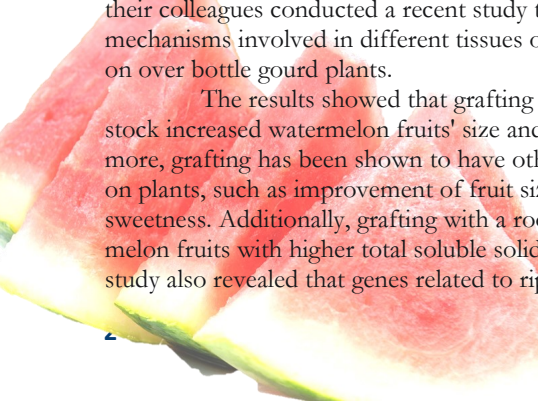 their colleagues conducted a recent study t
mechanisms involved in different tissues o
on over bottle gourd plants.
The results showed that grafting
stock increased watermelon fruits' size and
more, grafting has been shown to have oth
on plants, such as improvement of fruit siz
sweetness. Additionally, grafting with a roo
melon fruits with higher total soluble solid
study also revealed that genes related to rip
2